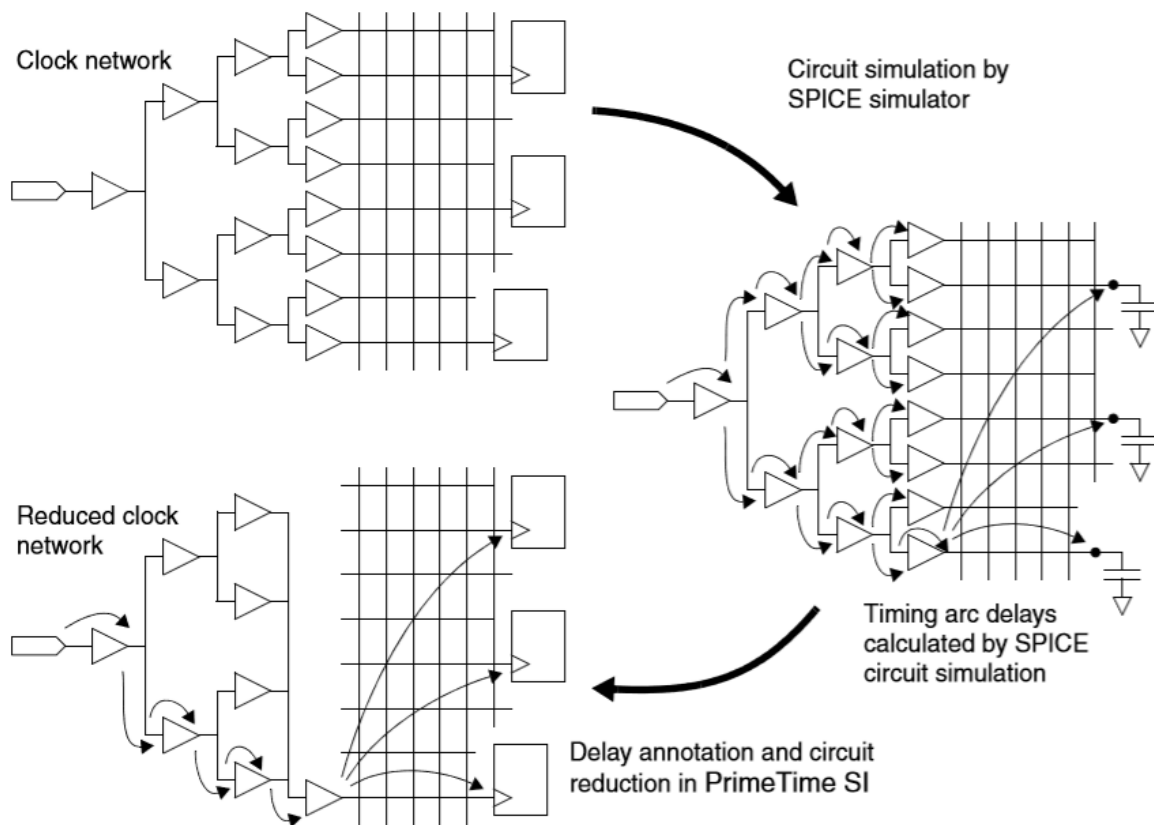 Clock network
Circuit simulation by
SPICE simulator
Reduced clock
network
Timing arc delays
calculated by SPICE
circuit simulation
Delay annotation and circuit
reduction in PrimeTime SI